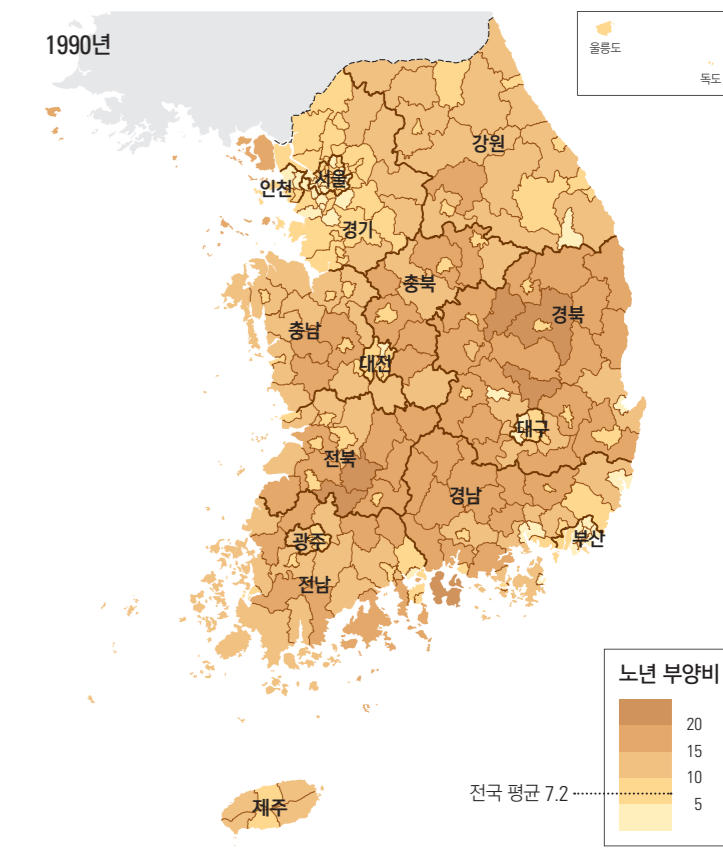 1990년
울릉도
독도
강원
서울
인천
경기
충북
충남
경북
대전
대구
전북
경남
광주
부산
전남
제주
노년 부양비
20
15
10
5
전국 평균 7.2